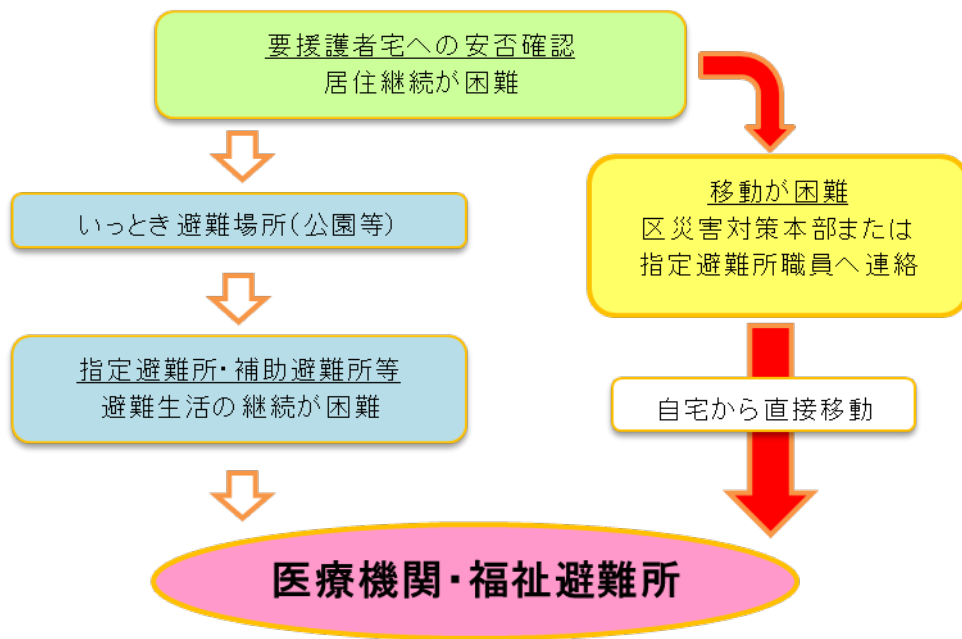 要援護者宅への安否確認
居住継続が困難
いっとき避難場所(公園等)
指定避難所・補助避難所等
避難生活の継続が困難
移動が困難
区災害対策本部または
指定避難所職員へ連絡
自宅から直接移動
医療機関・福祉避難所